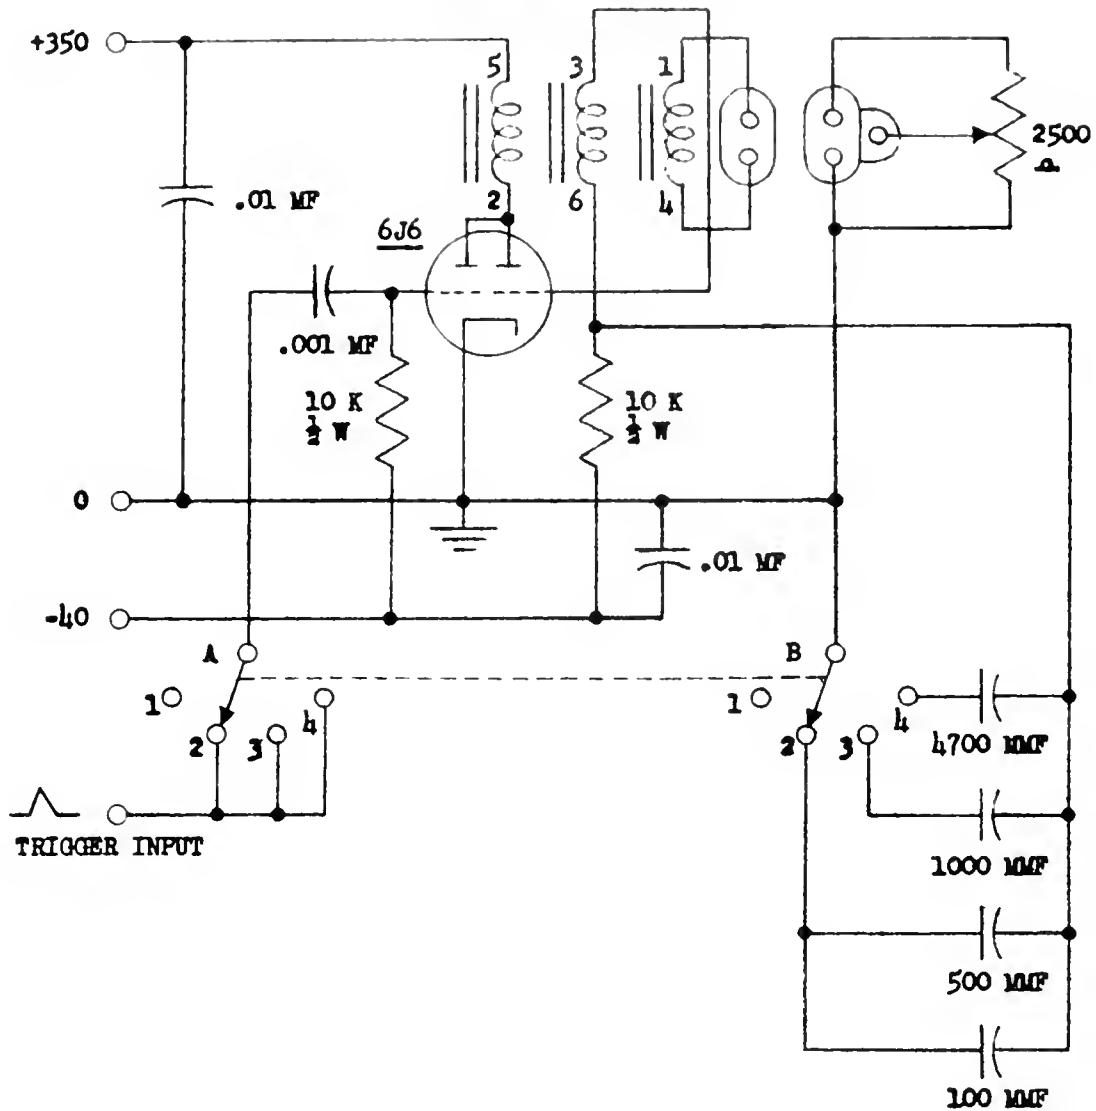 +350
5
3
1
2
6
4
.01 MF
6J6
2500
Ω
.001 MF
10 K
½ W
10 K
½ W
0
.01 MF
-40
A
B
1
2
3
4
1
2
3
4
4700 MMF
TRIGGER INPUT
1000 MMF
500 MMF
100 MMF